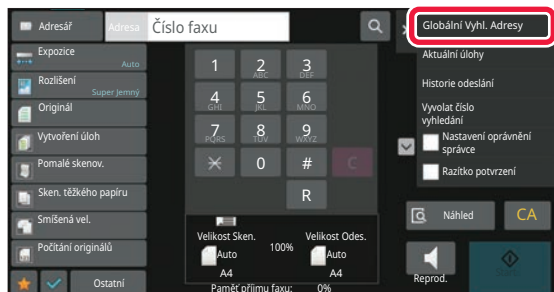 Adresář
Adresa
Číslo faxu
Globální Vyhl. Adresy
Expozice
Auto
Rozlišení
Super Jemný
Originál
Vytvoření úloh
Pomalé skenov.
Sken. těžkého papíru
Smíšená vel.
Počítání originálů
Ostatní
1
2
ABC
3
DEF
4
GHI
5
JKL
6
MNO
7
PQRS
8
TUV
9
WXYZ
0
#
C
R
Velikost Sken.
Auto
A4
100%
Velikost Odes.
Auto
A4
Paměť příjmu faxu: 0%
Aktuální úlohy
Historie odeslání
Vyvolat číslo
vyhledání
Nastavení oprávnění
správce
Razítko potvrzení
Náhled
CA
Reprod.
Start